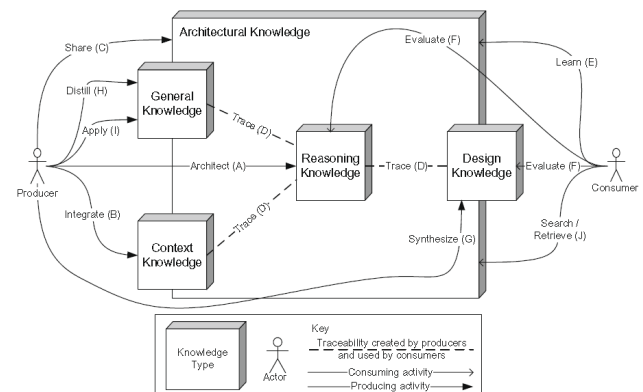 Share (C)
Architectural Knowledge
Evaluate (F)
Learn (E)
Distill (H)
General
Knowledge
Trace (D)
Apply (I)
Reasoning
Knowledge
Design
Knowledge
Architect (A)
Trace (D)
Evaluate (F)
Producer
Consumer
Integrate (B)
Trace (D)
Context
Knowledge
Synthesize (G)
Search /
Retrieve (J)
Knowledge
Type
Actor
Key
Traceability created by producers
and used by consumers
Consuming activity
Producing activity